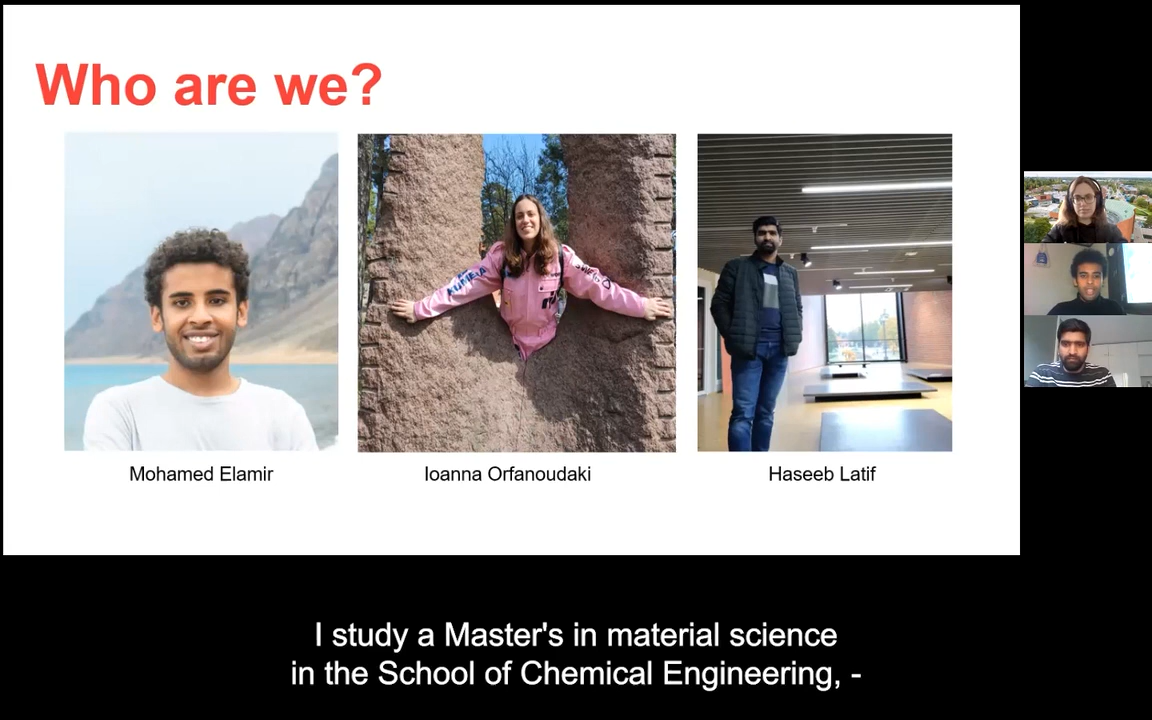 Who are we?
Mohamed Elamir
Ioanna Orfanoudaki
Haseeb Latif
I study a Master's in material science
in the School of Chemical Engineering, -